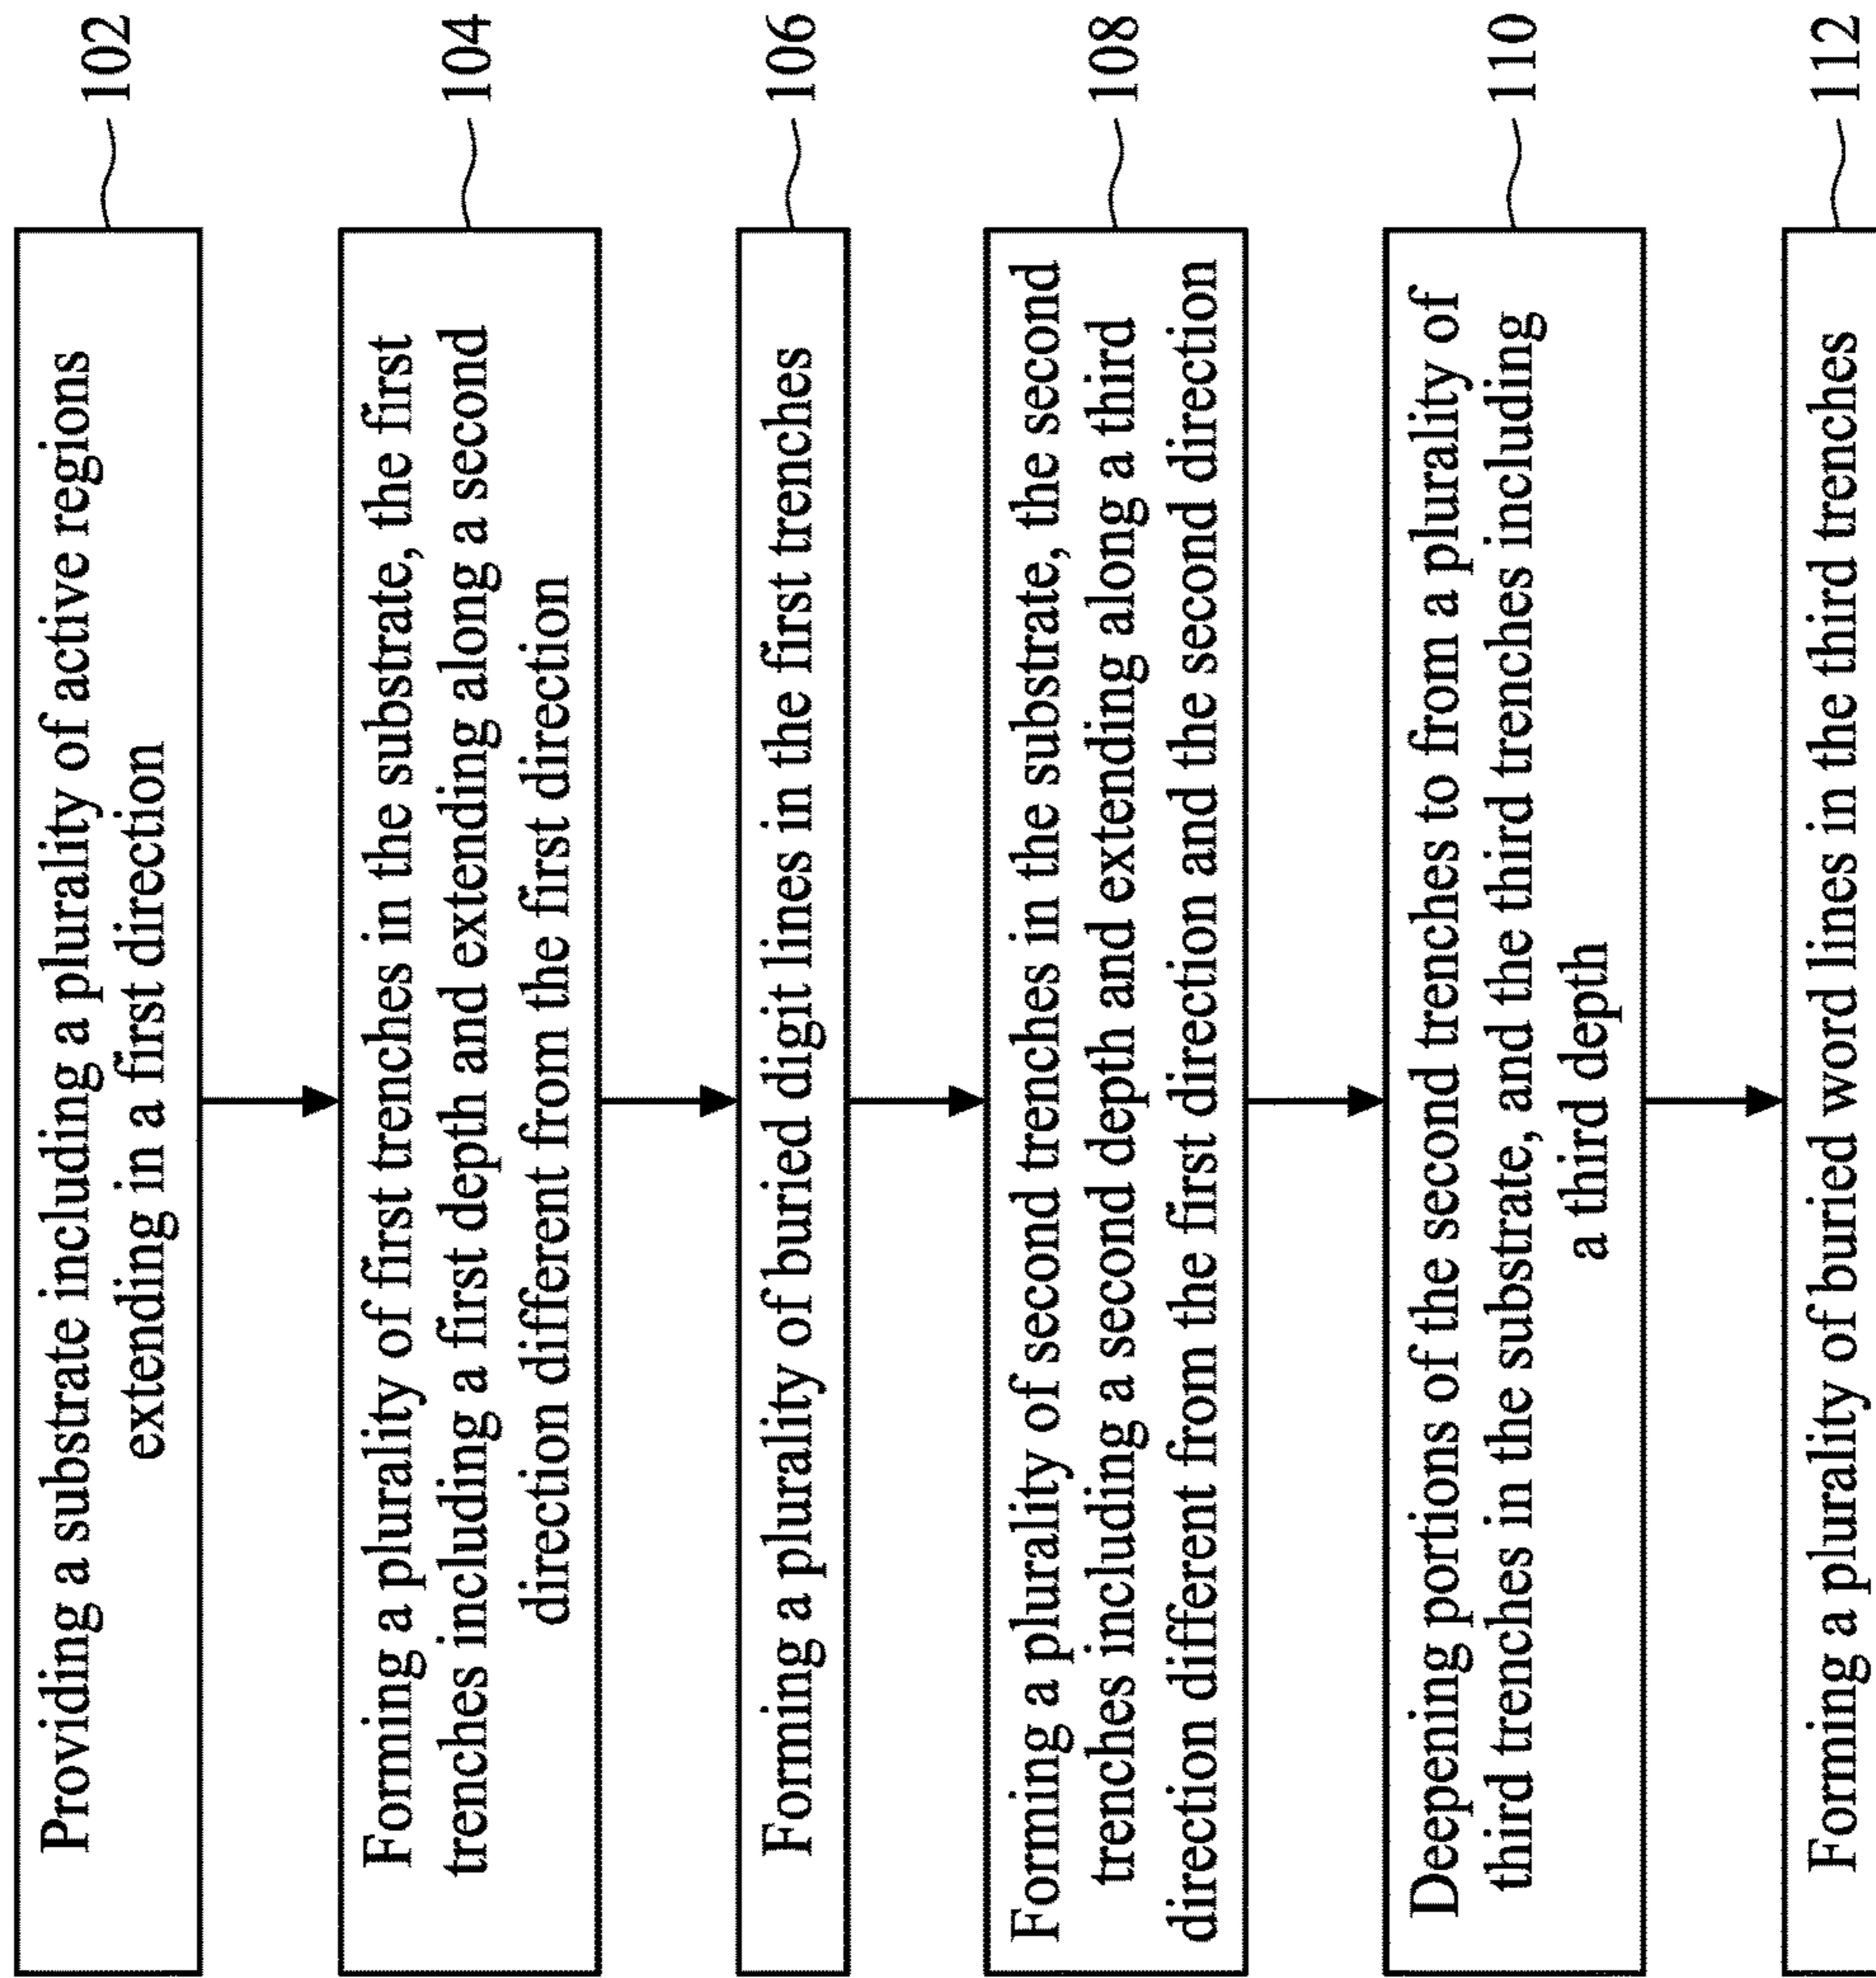 Providing a substrate including a plurality of active regions
extending in a first direction
102
Forming a plurality of first trenches in the substrate, the first
trenches including a first depth and extending along a second
direction different from the first direction
104
Forming a plurality of buried digit lines in the first trenches
106
Forming a plurality of second trenches in the substrate, the second
trenches including a second depth and extending along a third
direction different from the first direction and the second direction
108
Deepening portions of the second trenches to from a plurality of
third trenches in the substrate, and the third trenches including
a third depth
110
Forming a plurality of buried word lines in the third trenches
112